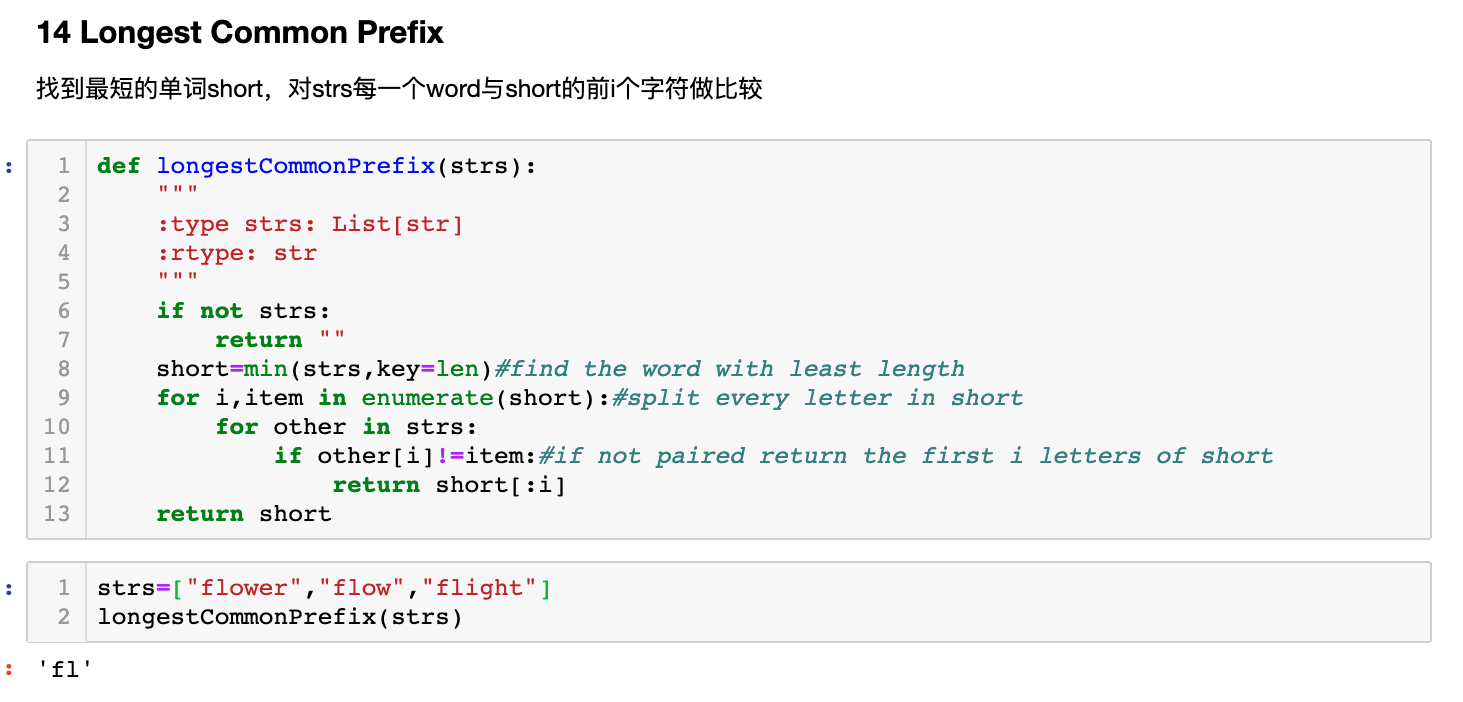 14 Longest Common Prefix
找到最短的单词short，对strs每一个word与short的前i个字符做比较
:
1 def longestCommonPrefix(strs):
2     """
3     :type strs: List[str]
4     :rtype: str
5     """
6     if not strs:
7         return ""
8     short=min(strs,key=len)#find the word with least length
9     for i,item in enumerate(short):#split every letter in short
10         for other in strs:
11             if other[i]!=item:#if not paired return the first i letters of short
12                 return short[:i]
13     return short
:
1 strs=["flower","flow","flight"]
2 longestCommonPrefix(strs)
: 'fl'